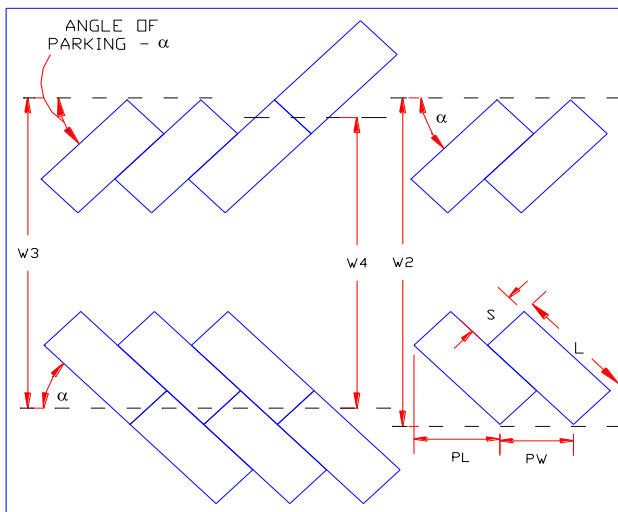 ANGLE OF
PARKING - α
α
W3
W4
W2
S
L
α
PL
PW